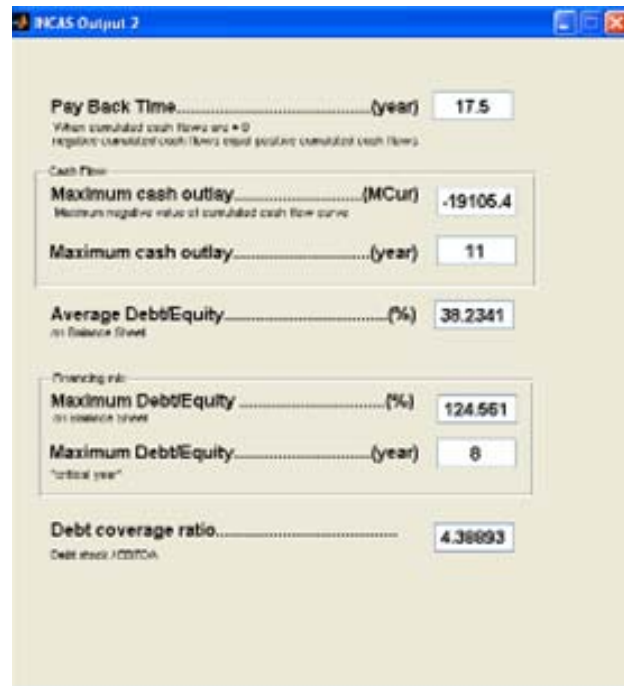 INCAS Output 2
Pay Back Time..........................................(year) 17.5
When cumulated cash flows are = 0
negative cumulated cash flows equal positive cumulated cash flows
Cash Flow
Maximum cash outlay...........................(MCur) -19105.4
Maximum negative value of cumulated cash flow curve
Maximum cash outlay.............................(year) 11
Average Debt/Equity...................................(%) 38.2341
on Balance Sheet
Financing mix
Maximum Debt/Equity ...............................(%) 124.551
on Balance Sheet
Maximum Debt/Equity.............................(year) 8
"critical year"
Debt coverage ratio....................................... 4.38893
Debt stock / EBITDA